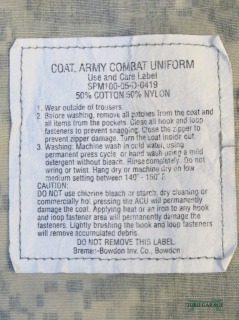 COAT, ARMY COMBAT UNIFORM
Use and Care Label
SPM100-05-D-0419
50% COTTON 50% NYLON
1. Wear outside of trousers.
2. Before washing, remove all patches from the coat and
all items from the pockets. Close all hook and loop
fasteners to prevent snagging. Close the zipper to
prevent zipper damage. Turn the coat inside out.
3. Washing: Machine wash in cold water, using
permanent press cycle or hand wash using a mild
detergent without bleach. Rinse completely. Do not
wring or twist. Hang dry or machine dry on low
medium setting between 140° - 150° F.
CAUTION:
DO NOT use chlorine bleach or starch; dry cleaning or
commercially hot pressing the ACU will permanently
damage the coat. Applying heat or an iron to any hook
and loop fastener area will permanently damage the
fasteners. Lightly brushing the hook and loop fasteners
will remove accumulated debris.
DO NOT REMOVE THIS LABEL
Bremen-Bowdon Inv. Co., Bowdon